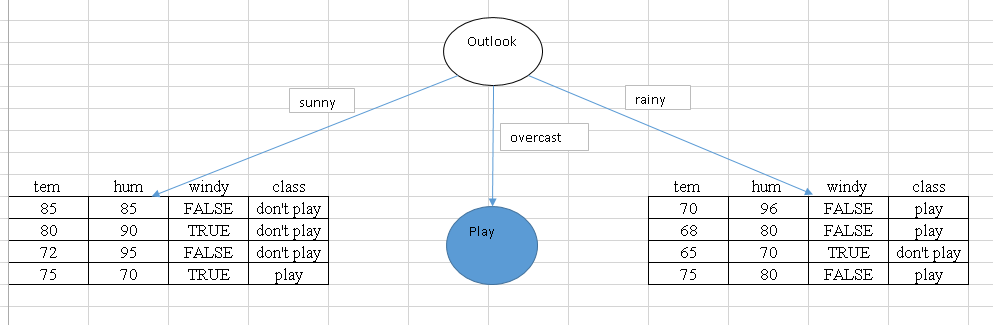 Outlook
sunny
rainy
overcast
tem hum windy class
85 85 FALSE don't play
80 90 TRUE don't play
72 95 FALSE don't play
75 70 TRUE play
Play
tem hum windy class
70 96 FALSE play
68 80 FALSE play
65 70 TRUE don't play
75 80 FALSE play